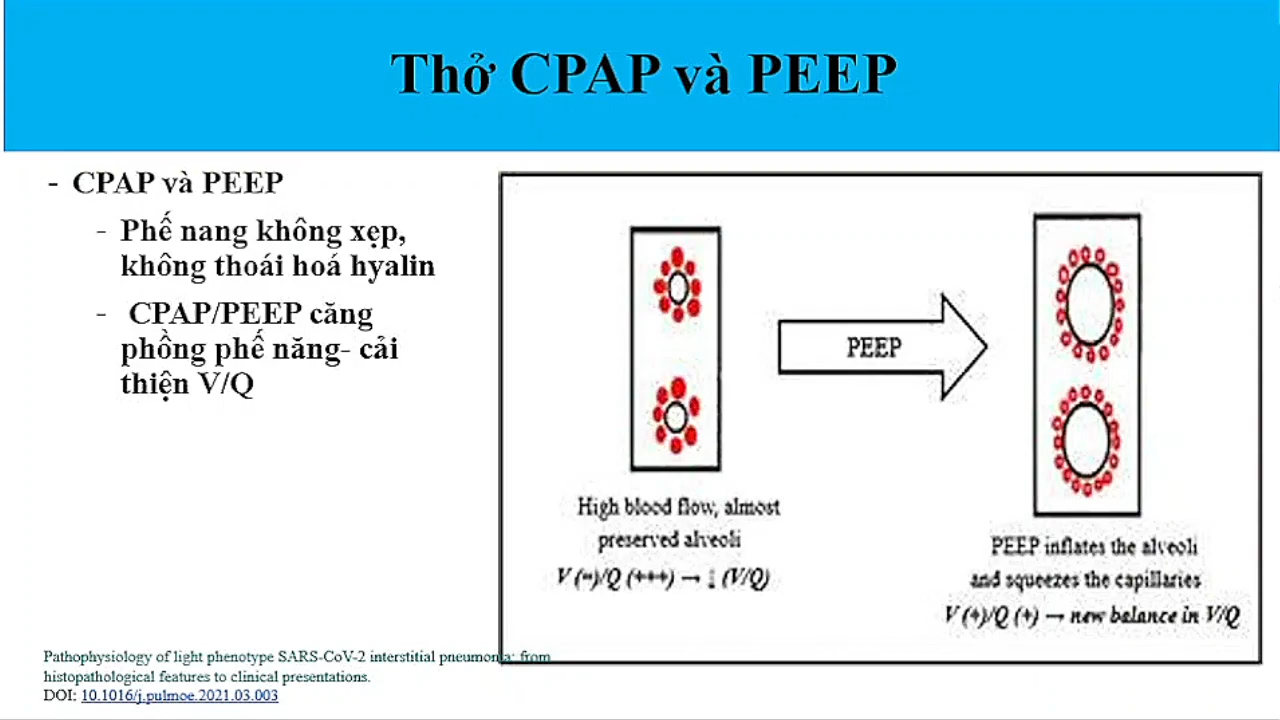 Thở CPAP và PEEP
- CPAP và PEEP
- Phế nang không xẹp,
không thoái hoá hyalin
- CPAP/PEEP căng
phồng phế năng- cải
thiện V/Q
PEEP
High blood flow, almost
preserved alveoli
V (=)/Q (+++) → ↓ (V/Q)
PEEP inflates the alveoli
and squeezes the capillaries
V (+)/Q (+) → new balance in V/Q
Pathophysiology of light phenotype SARS-CoV-2 interstitial pneumonia: from
histopathological features to clinical presentations.
DOI: 10.1016/j.pulmoe.2021.03.003